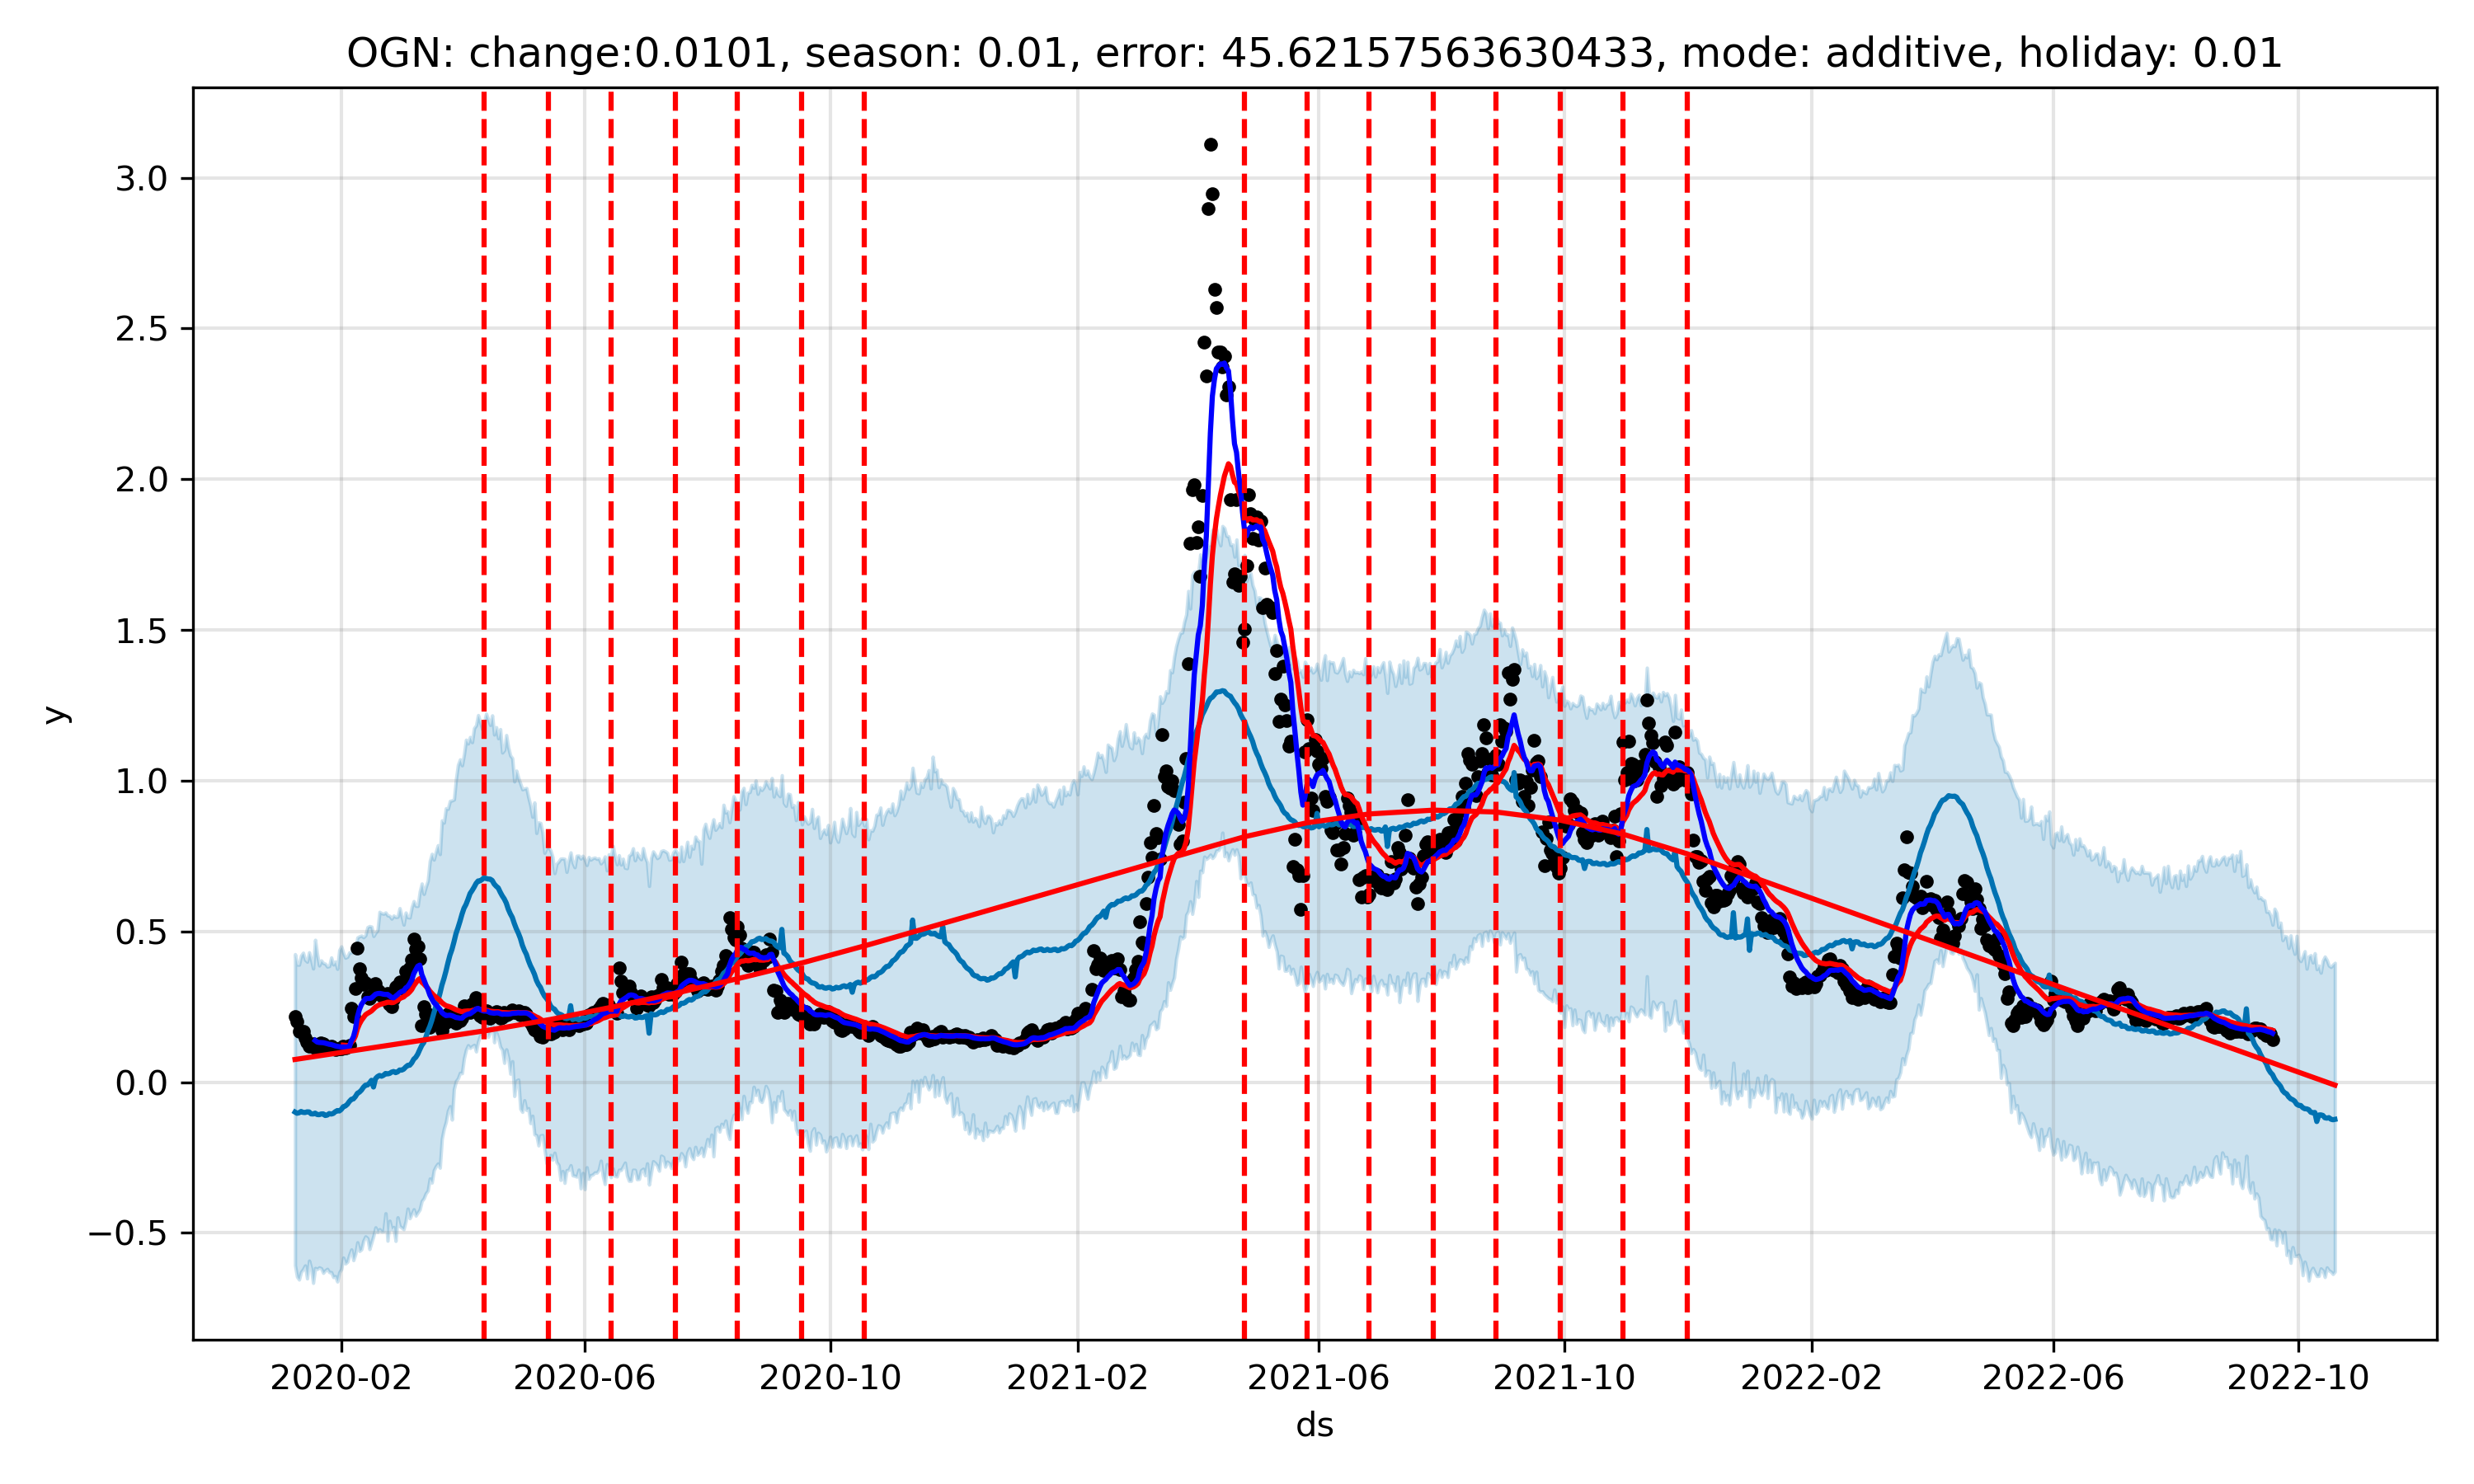 OGN: change:0.0101, season: 0.01, error: 45.62157563630433, mode: additive, holiday: 0.01
y
3.0
2.5
2.0
1.5
1.0
0.5
0.0
−0.5
2020-02 2020-06 2020-10 2021-02 2021-06 2021-10 2022-02 2022-06 2022-10
ds